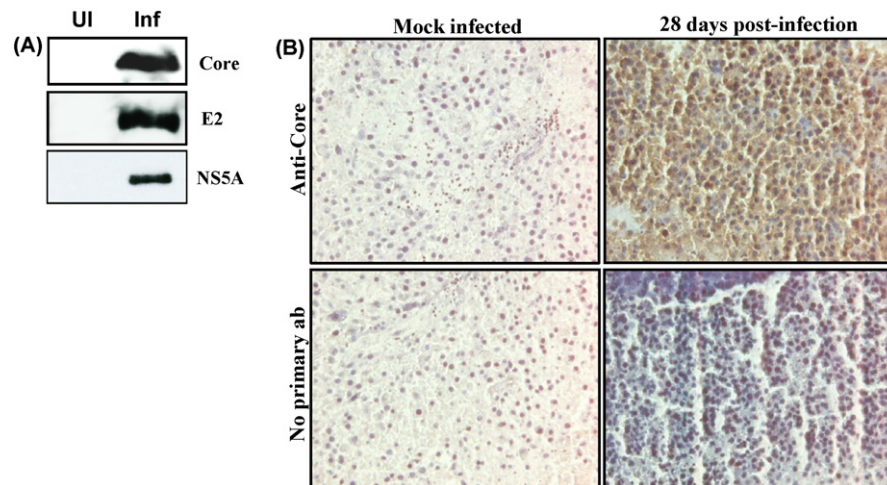 (A)
UI Inf
Core
E2
NS5A
(B)
Mock infected 28 days post-infection
Anti-Core
No primary ab